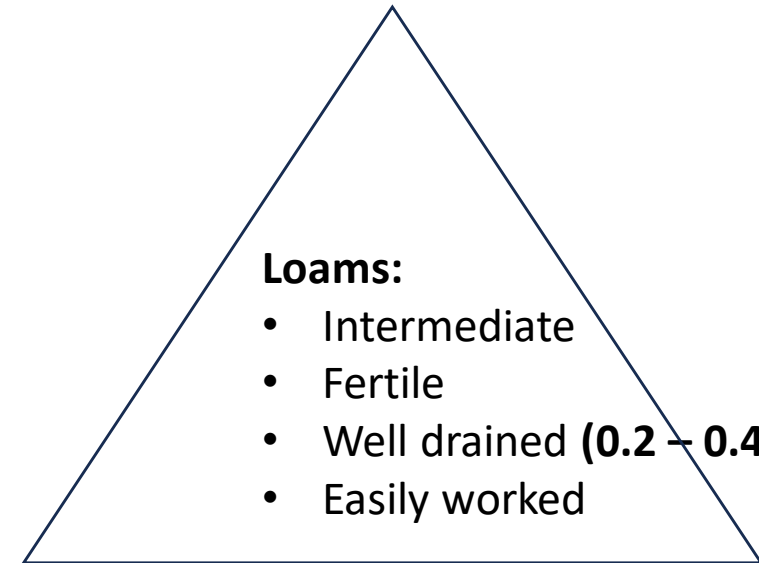 Loams:
• Intermediate
• Fertile
• Well drained (0.2 – 0.4
• Easily worked